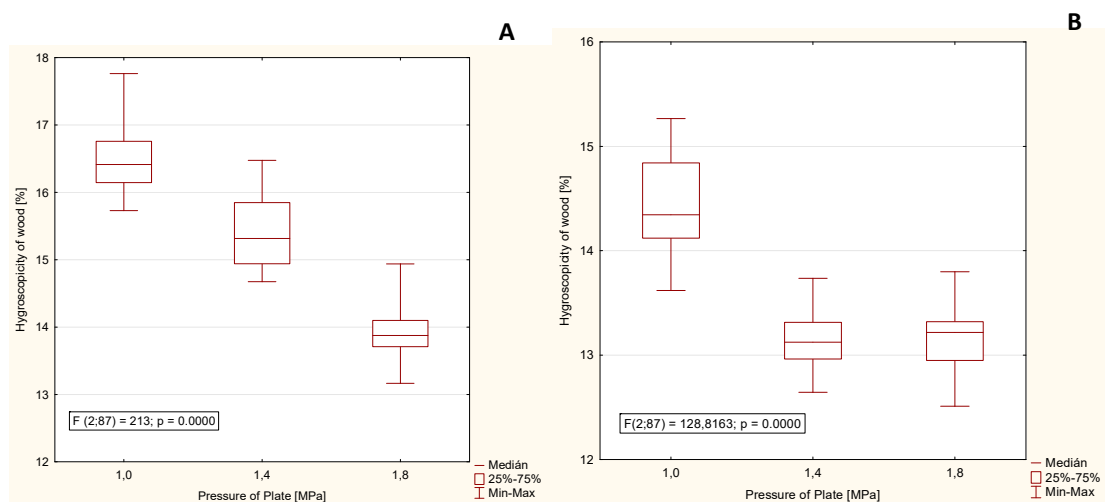 A
18
17
16
15
14
13
12
Hygroscopicity of wood [%]
F (2;87) = 213; p = 0.0000
1,0
1,4
1,8
Pressure of Plate [MPa]
Medián
25%-75%
Min-Max
B
16
15
14
13
12
Hygroscopidty of wood [%]
F(2;87) = 128,8163; p = 0.0000
1,0
1,4
1,8
Pressure of Plate [MPa]
Medián
25%-75%
Min-Max